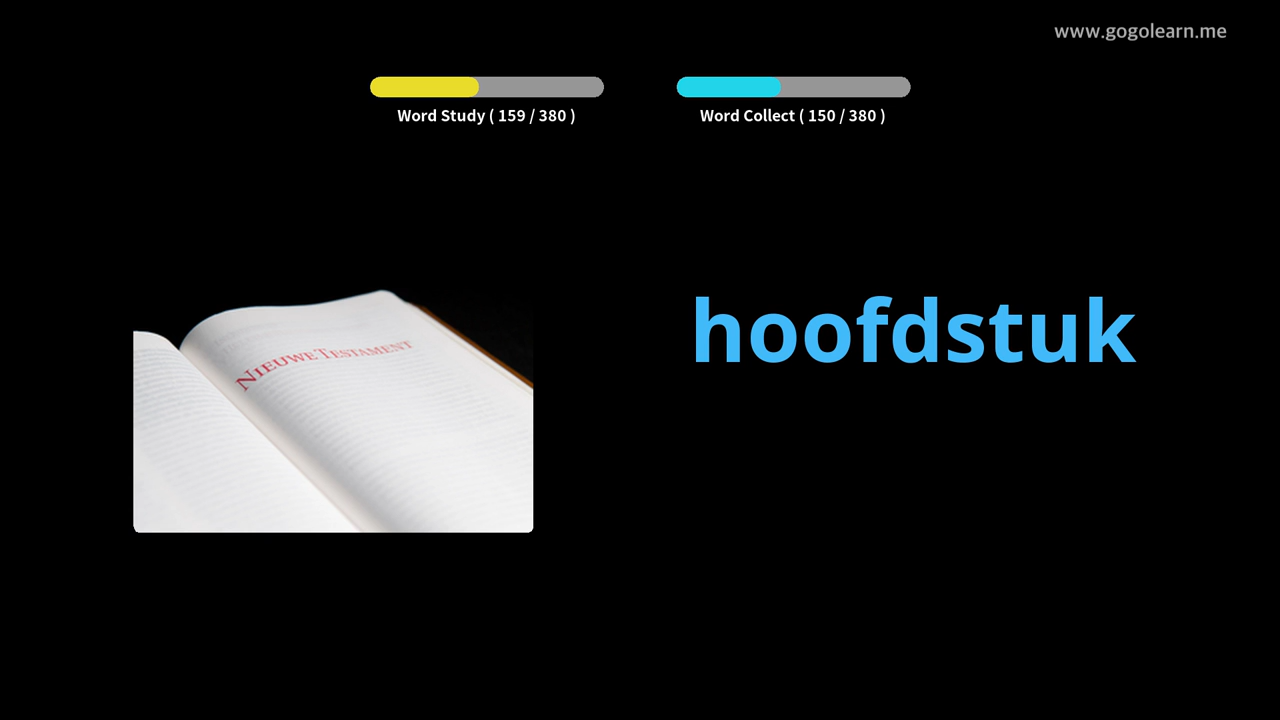 www.gogolearn.me
Word Study ( 159 / 380 )
Word Collect ( 150 / 380 )
hoofdstuk
NIEUWE TESTAMENT